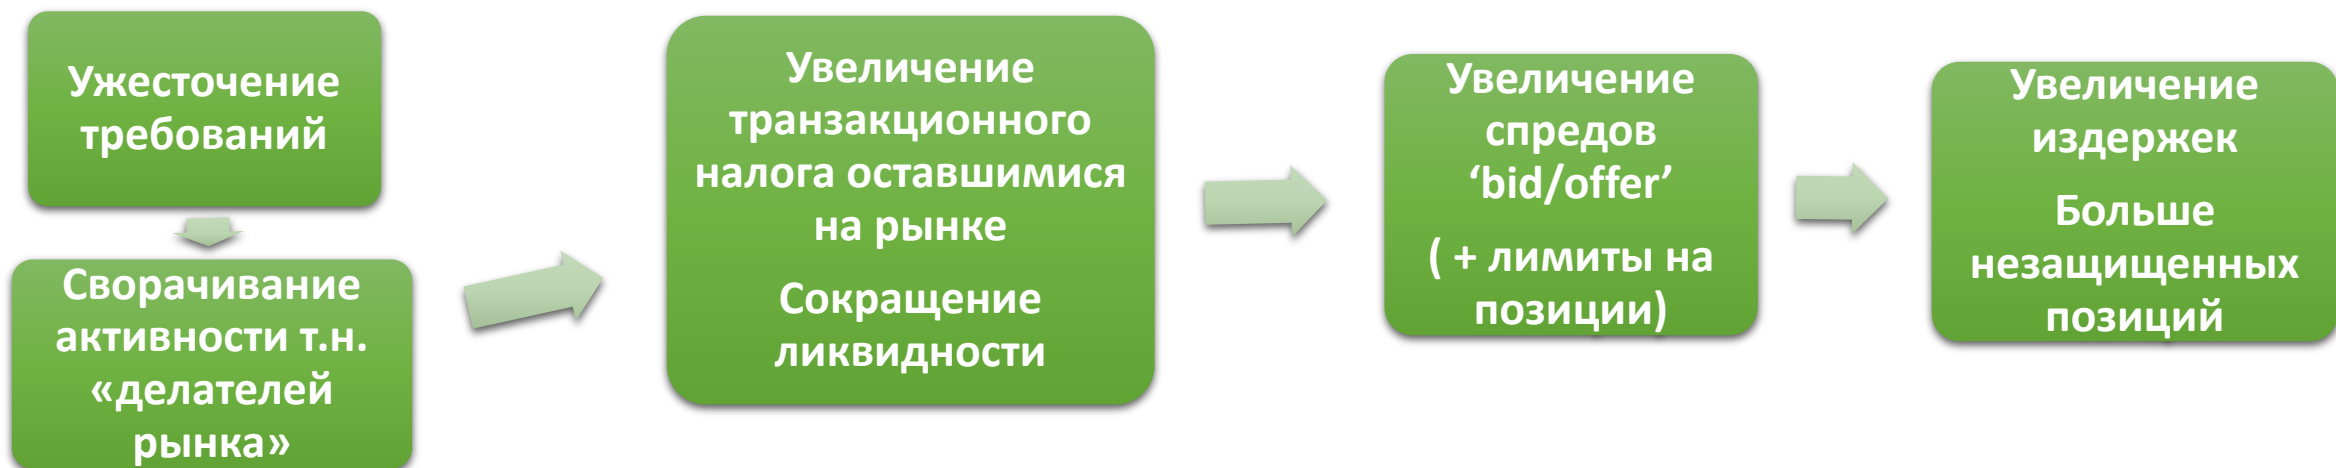 Ужесточение
требований
Сворачивание
активности т.н.
«делателей
рынка»
Увеличение
транзакционного
налога оставшимися
на рынке
Сокращение
ликвидности
Увеличение
спредов
‘bid/offer’
( + лимиты на
позиции)
Увеличение
издержек
Больше
незащищенных
позиций